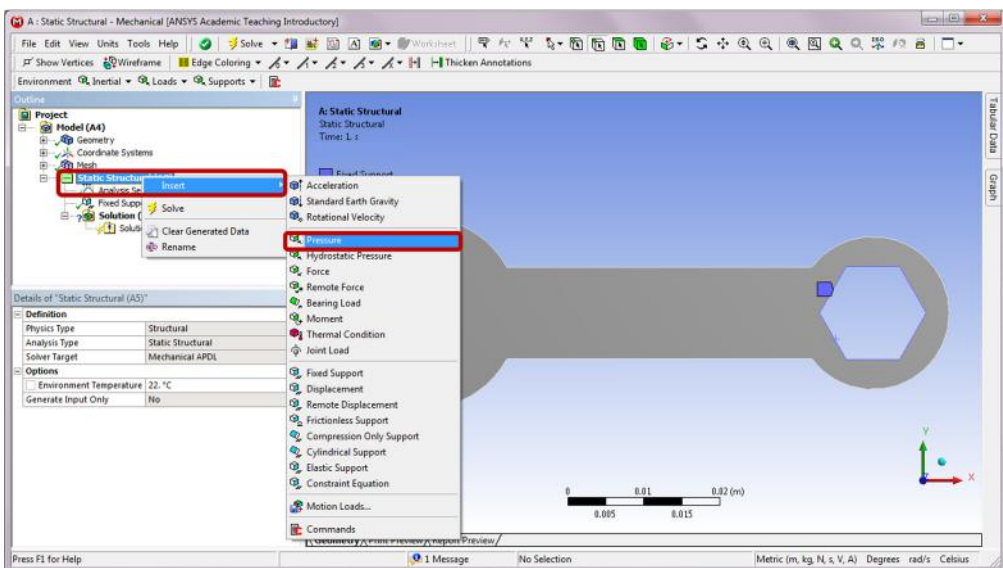 A : Static Structural - Mechanical [ANSYS Academic Teaching Introductory]
File Edit View Units Tools Help Solve Worksheet
Show Vertices Wireframe Edge Coloring Thicken Annotations
Environment Inertial Loads Supports
Outline
Project
Model (A4)
Geometry
Coordinate Systems
Mesh
Static Structu
Analysis Se
Fixed Supp
Solution (
Soluti
Insert
Solve
Clear Generated Data
Rename
Acceleration
Standard Earth Gravity
Rotational Velocity
Pressure
Hydrostatic Pressure
Force
Remote Force
Bearing Load
Moment
Thermal Condition
Joint Load
Fixed Support
Displacement
Remote Displacement
Frictionless Support
Compression Only Support
Cylindrical Support
Elastic Support
Constraint Equation
Motion Loads...
Commands
Details of "Static Structural (A5)"
Definition
Physics Type Structural
Analysis Type Static Structural
Solver Target Mechanical APDL
Options
Environment Temperature 22. °C
Generate Input Only No
A: Static Structural
Static Structural
Time: 1. s
Fixed Support
0 0.01 0.02 (m)
0.005 0.015
Y
X
Tabular Data
Graph
Geometry Print Preview Report Preview
Press F1 for Help 1 Message No Selection Metric (m, kg, N, s, V, A) Degrees rad/s Celsius